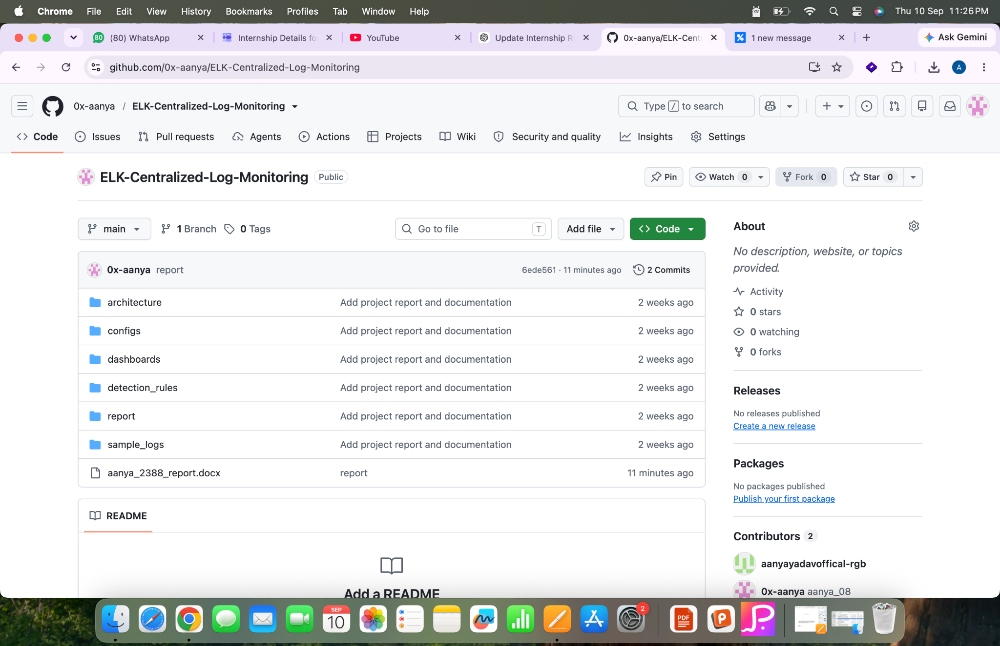 Chrome File Edit View History Bookmarks Profiles Tab Window Help Thu 10 Sep 11:26 PM
80 (80) WhatsApp Internship Details fo YouTube Update Internship R 0x-aanya/ELK-Cent 1 new message Ask Gemini
github.com/0x-aanya/ELK-Centralized-Log-Monitoring A
0x-aanya / ELK-Centralized-Log-Monitoring Type / to search
Code Issues Pull requests Agents Actions Projects Wiki Security and quality Insights Settings
ELK-Centralized-Log-Monitoring Public Pin Watch 0 Fork 0 Star 0
main 1 Branch 0 Tags Go to file T Add file Code
0x-aanya report 6ede561 · 11 minutes ago 2 Commits
architecture Add project report and documentation 2 weeks ago
configs Add project report and documentation 2 weeks ago
dashboards Add project report and documentation 2 weeks ago
detection_rules Add project report and documentation 2 weeks ago
report Add project report and documentation 2 weeks ago
sample_logs Add project report and documentation 2 weeks ago
aanya_2388_report.docx report 11 minutes ago
README
Add a README
About
No description, website, or topics
provided.
Activity
0 stars
0 watching
0 forks
Releases
No releases published
Create a new release
Packages
No packages published
Publish your first package
Contributors 2
aanyayadavoffical-rgb
0x-aanya aanya_08
SEP
10
2
PDF
P